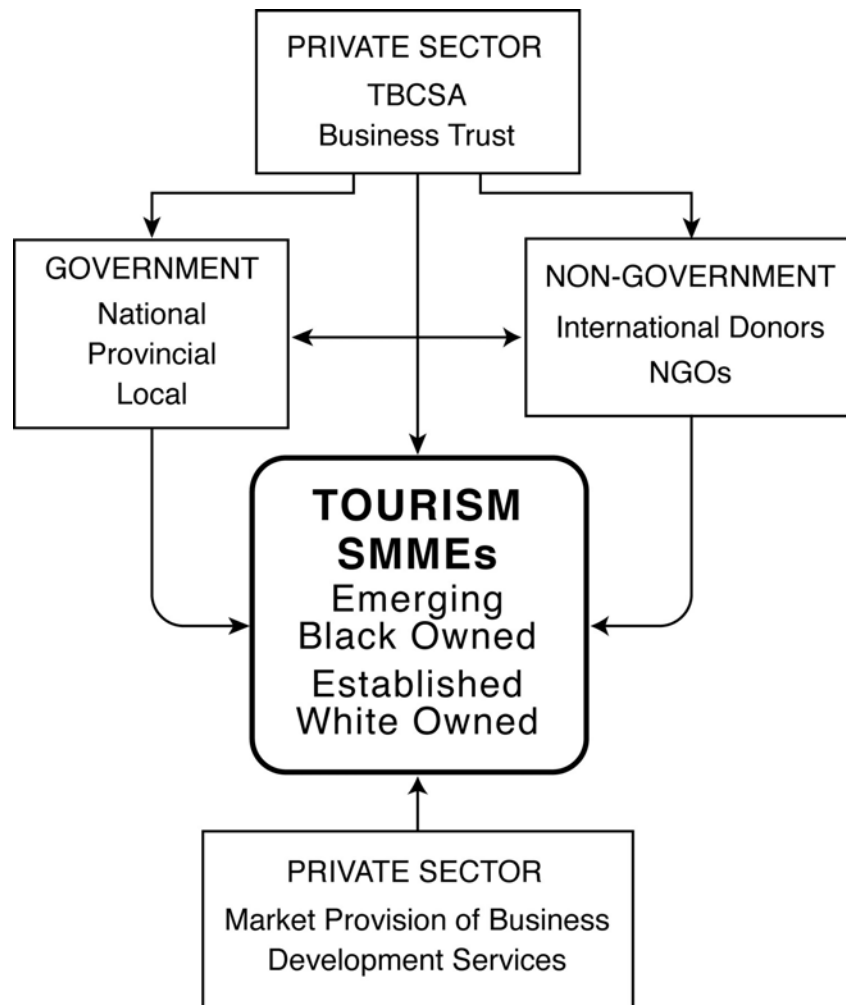 PRIVATE SECTOR
TBCSA
Business Trust
GOVERNMENT
National
Provincial
Local
NON-GOVERNMENT
International Donors
NGOs
TOURISM
SMMEs
Emerging
Black Owned
Established
White Owned
PRIVATE SECTOR
Market Provision of Business
Development Services